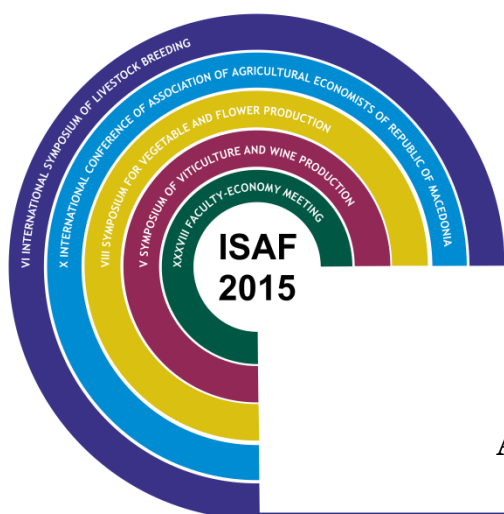 VI INTERNATIONAL SYMPOSIUM OF LIVESTOCK BREEDING
X INTERNATIONAL CONFERENCE OF ASSOCIATION OF AGRICULTURAL ECONOMISTS OF REPUBLIC OF MACEDONIA
VIII SYMPOSIUM FOR VEGETABLE AND FLOWER PRODUCTION
V SYMPOSIUM OF VITICULTURE AND WINE PRODUCTION
XXXVIII FACULTY-ECONOMY MEETING
ISAF
2015
A